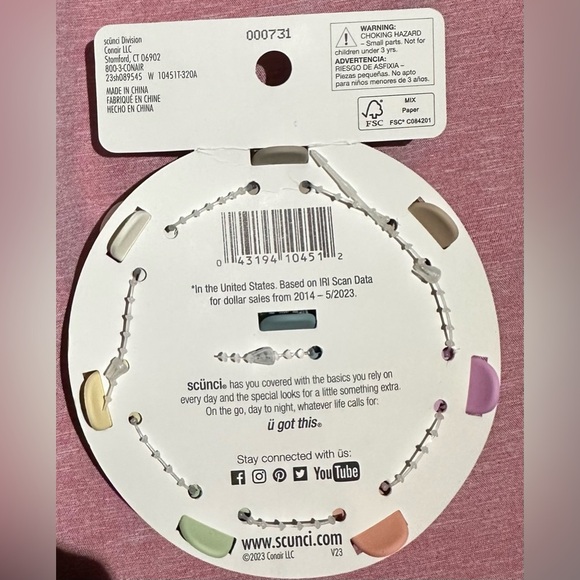 scünci Division
Conair LLC
Stamford, CT 06902
800-3-CONAIR
23sh089545 W 10451T-320A
MADE IN CHINA
FABRIQUÉ EN CHINE
HECHO EN CHINA
000731
WARNING:
CHOKING HAZARD
– Small parts. Not for
children under 3 yrs.
ADVERTENCIA:
RIESGO DE ASFIXIA –
Piezas pequeñas. No apto
para niños menores de 3 años.
FSC
MIX
Paper
FSC® C084201
0 43194 10451 2
*In the United States. Based on IRI Scan Data
for dollar sales from 2014 – 5/2023.
scünci® has you covered with the basics you rely on
every day and the special looks for a little something extra.
On the go, day to night, whatever life calls for:
ü got this®
Stay connected with üs:
YouTube
www.scunci.com
©2023 Conair LLC V23